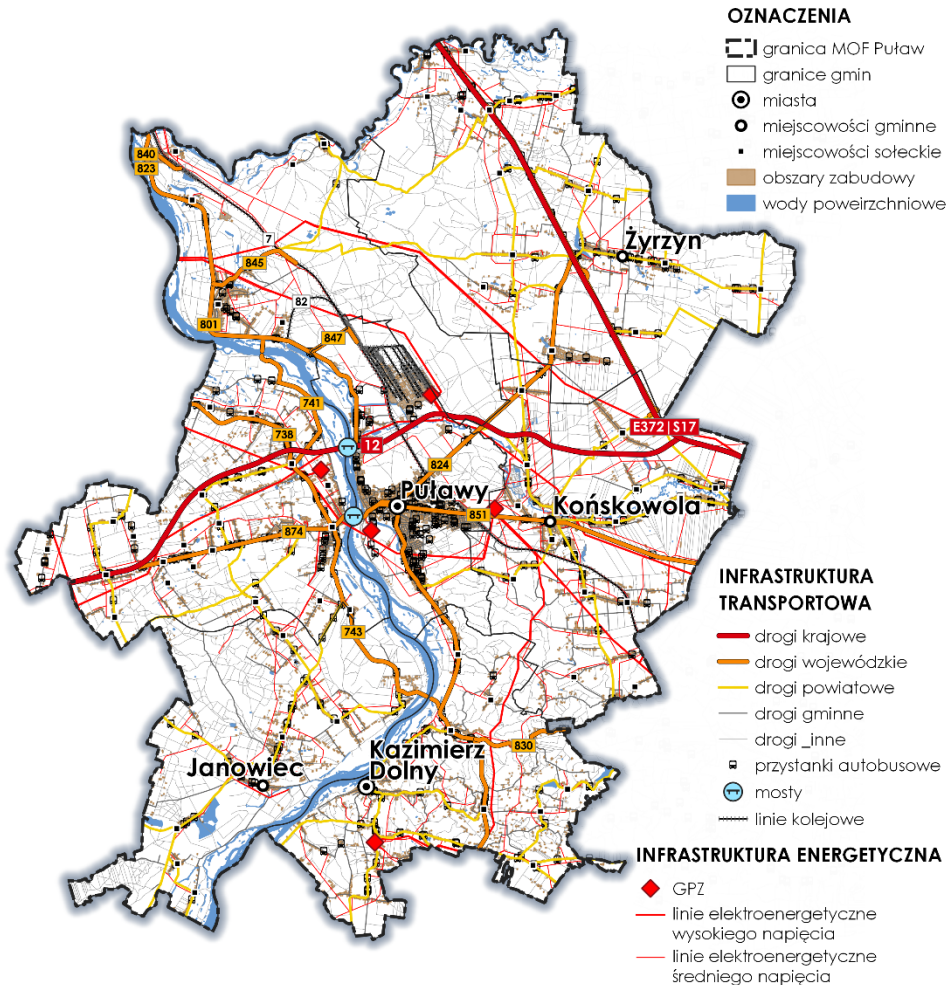 OZNACZENIA
granica MOF Puław
granice gmin
miasta
miejscowości gminne
miejscowości sołeckie
obszary zabudowy
wody poweirzchniowe
840
823
7
Żyrzyn
845
82
801
847
741
E372 | S17
738
12
824
Puławy
851
Końskowola
874
743
Kazimierz
Dolny
830
Janowiec
INFRASTRUKTURA
TRANSPORTOWA
drogi krajowe
drogi wojewódzkie
drogi powiatowe
drogi gminne
drogi _inne
przystanki autobusowe
mosty
linie kolejowe
INFRASTRUKTURA ENERGETYCZNA
GPZ
linie elektroenergetyczne
wysokiego napięcia
linie elektroenergetyczne
średniego napięcia